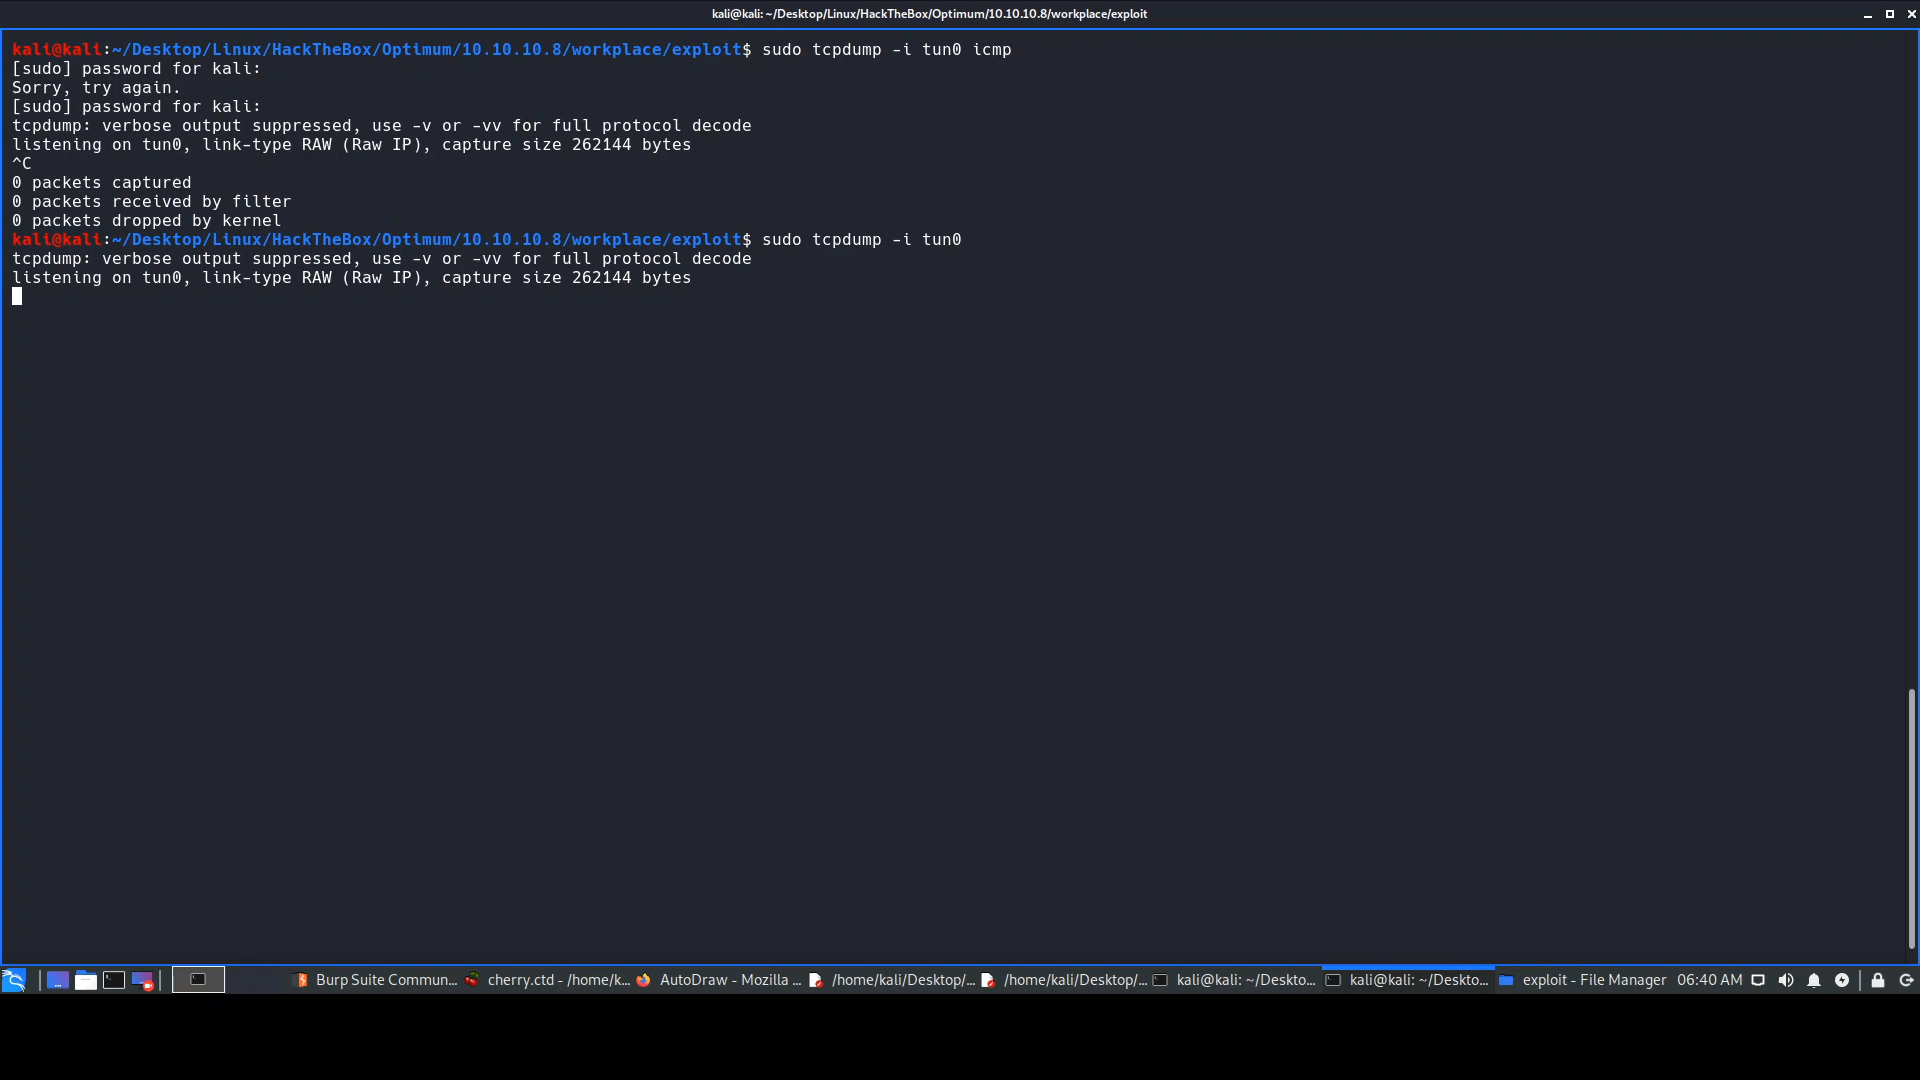 kali@kali: ~/Desktop/Linux/HackTheBox/Optimum/10.10.10.8/workplace/exploit
kali@kali:~/Desktop/Linux/HackTheBox/Optimum/10.10.10.8/workplace/exploit$ sudo tcpdump -i tun0 icmp
[sudo] password for kali:
Sorry, try again.
[sudo] password for kali:
tcpdump: verbose output suppressed, use -v or -vv for full protocol decode
listening on tun0, link-type RAW (Raw IP), capture size 262144 bytes
^C
0 packets captured
0 packets received by filter
0 packets dropped by kernel
kali@kali:~/Desktop/Linux/HackTheBox/Optimum/10.10.10.8/workplace/exploit$ sudo tcpdump -i tun0
tcpdump: verbose output suppressed, use -v or -vv for full protocol decode
listening on tun0, link-type RAW (Raw IP), capture size 262144 bytes
Burp Suite Commun... cherry.ctd - /home/k... AutoDraw - Mozilla ... /home/kali/Desktop/... /home/kali/Desktop/... kali@kali: ~/Deskto... kali@kali: ~/Deskto... exploit - File Manager 06:40 AM